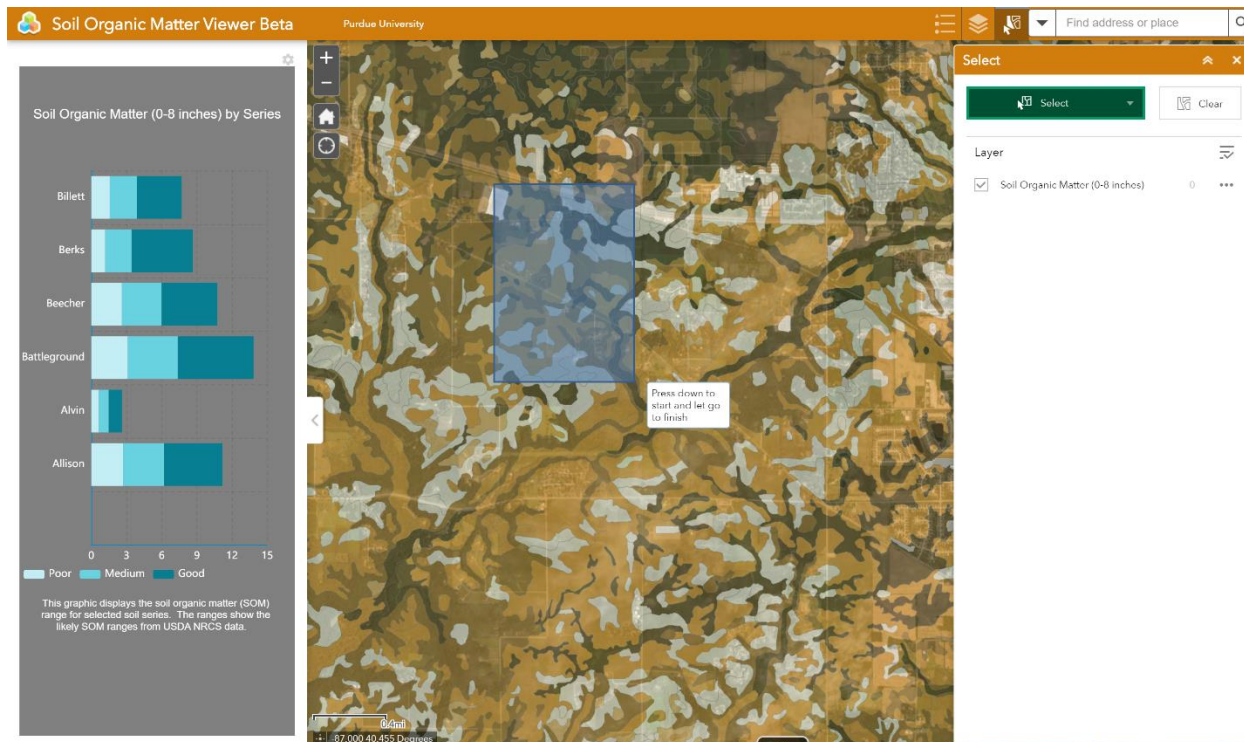 Soil Organic Matter Viewer Beta
Purdue University
Find address or place
Soil Organic Matter (0-8 inches) by Series
Billett
Berks
Beecher
Battleground
Alvin
Allison
0 3 6 9 12 15
Poor Medium Good
This graphic displays the soil organic matter (SOM)
range for selected soil series. The ranges show the
likely SOM ranges from USDA NRCS data.
+
−
Press down to
start and let go
to finish
0.4mi
-87.000 40.455 Degrees
Select
Select
Clear
Layer
Soil Organic Matter (0-8 inches) 0